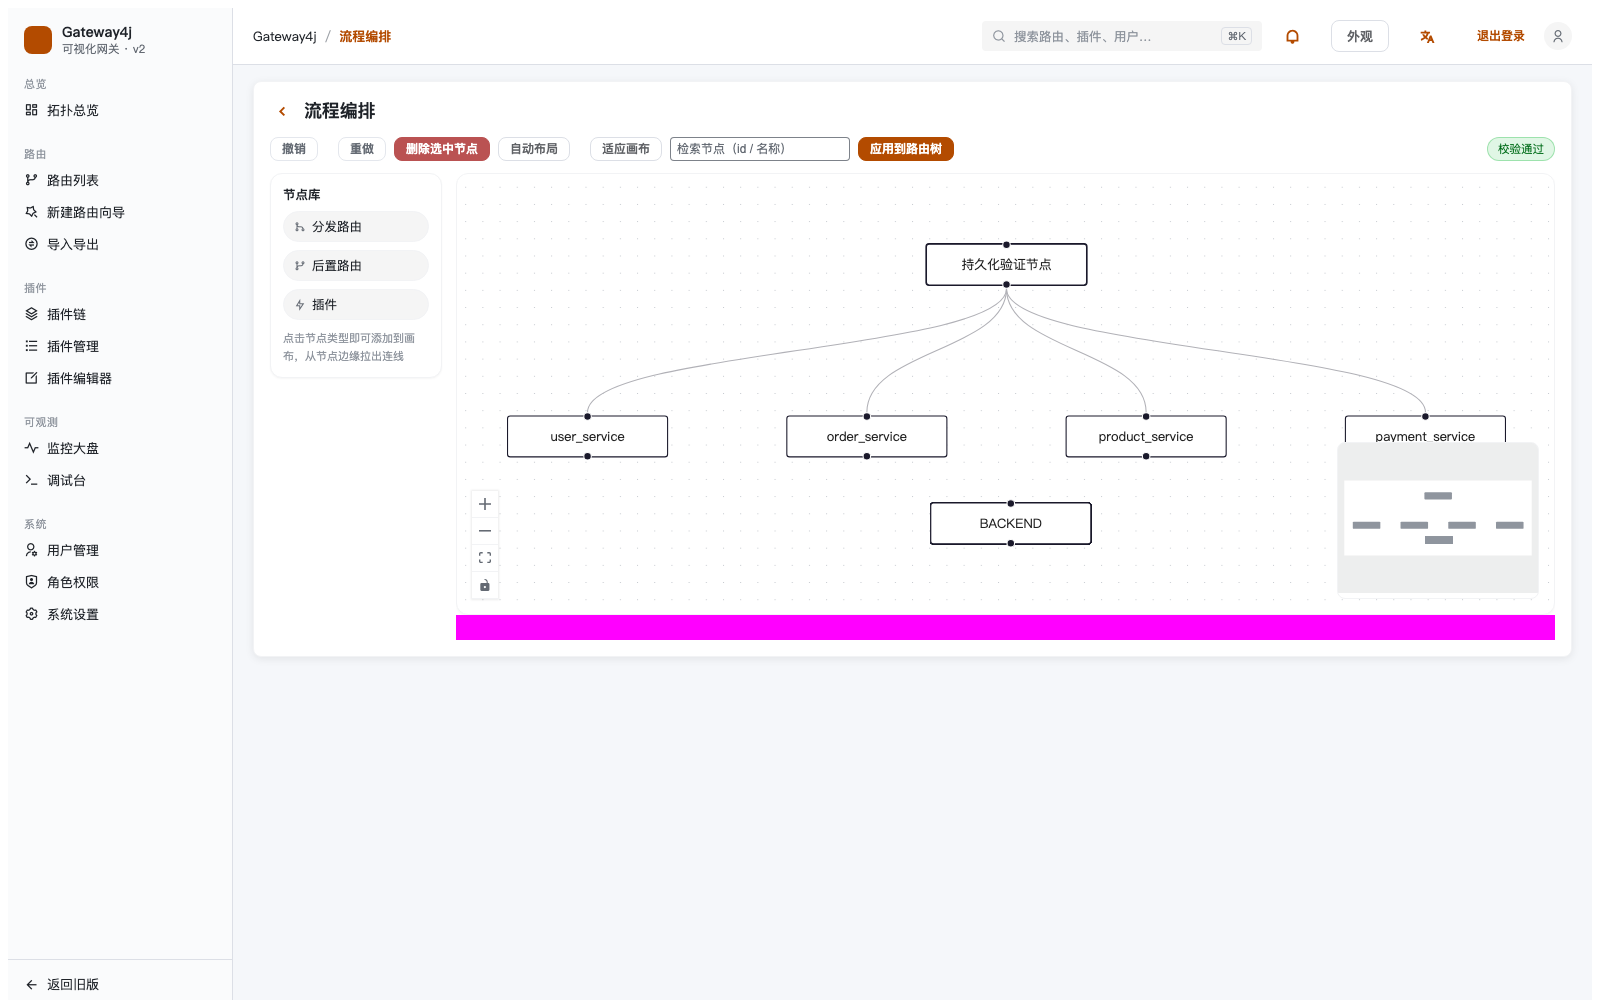 Gateway4j
可视化网关 · v2
总览
拓扑总览
路由
路由列表
新建路由向导
导入导出
插件
插件链
插件管理
插件编辑器
可观测
监控大盘
调试台
系统
用户管理
角色权限
系统设置
返回旧版
Gateway4j / 流程编排
搜索路由、插件、用户... ⌘K
外观
退出登录
流程编排
撤销 重做 删除选中节点 自动布局 适应画布 检索节点（id / 名称） 应用到路由树 校验通过
节点库
分发路由
后置路由
插件
点击节点类型即可添加到画
布，从节点边缘拉出连线
持久化验证节点
user_service order_service product_service payment_service
BACKEND